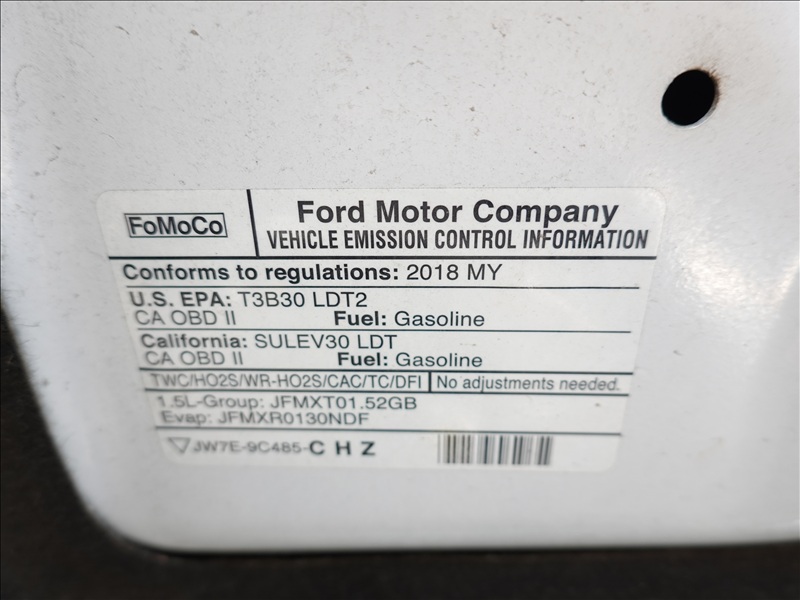 FoMoCo
Ford Motor Company
VEHICLE EMISSION CONTROL INFORMATION
Conforms to regulations: 2018 MY
U.S. EPA: T3B30 LDT2
CA OBD II Fuel: Gasoline
California: SULEV30 LDT
CA OBD II Fuel: Gasoline
TWC/HO2S/WR-HO2S/CAC/TC/DFI No adjustments needed.
1.5L-Group: JFMXT01.52GB
Evap: JFMXR0130NDF
JW7E-9C485-C H Z